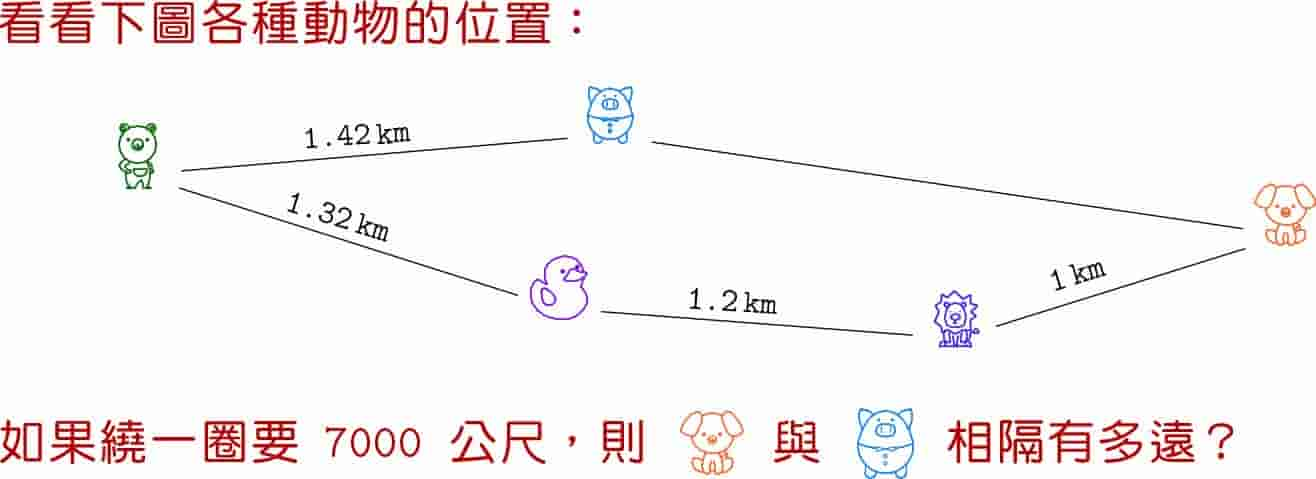 看看下圖各種動物的位置：
1.42 km
1.32 km
1.2 km
1 km
如果繞一圈要 7000 公尺，則 與 相隔有多遠？